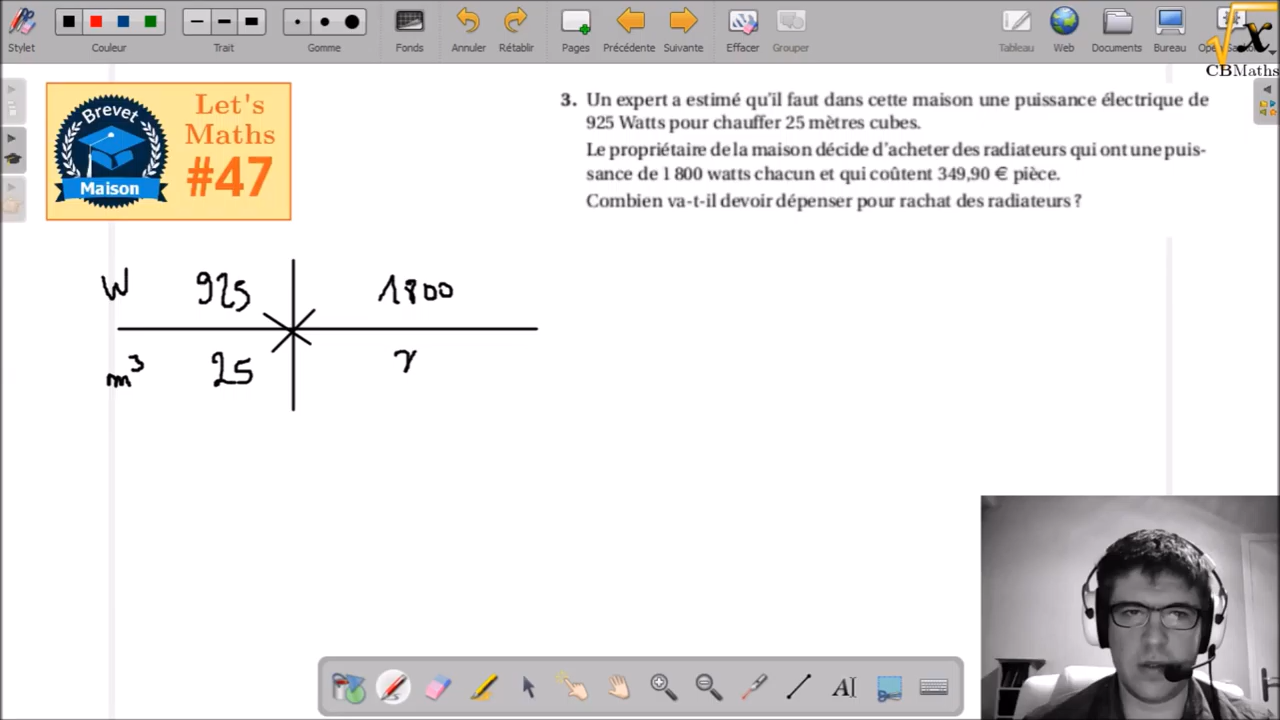 Stylet Couleur Trait Gomme Fonds Annuler Rétablir Pages Précédente Suivante Effacer Grouper Tableau Web Documents Bureau
CBMaths
Brevet
Maison
Let's
Maths
#47
3. Un expert a estimé qu'il faut dans cette maison une puissance électrique de
925 Watts pour chauffer 25 mètres cubes.
Le propriétaire de la maison décide d'acheter des radiateurs qui ont une puis-
sance de 1 800 watts chacun et qui coûtent 349,90 € pièce.
Combien va-t-il devoir dépenser pour rachat des radiateurs ?
W 925 1800
m³ 25
AI